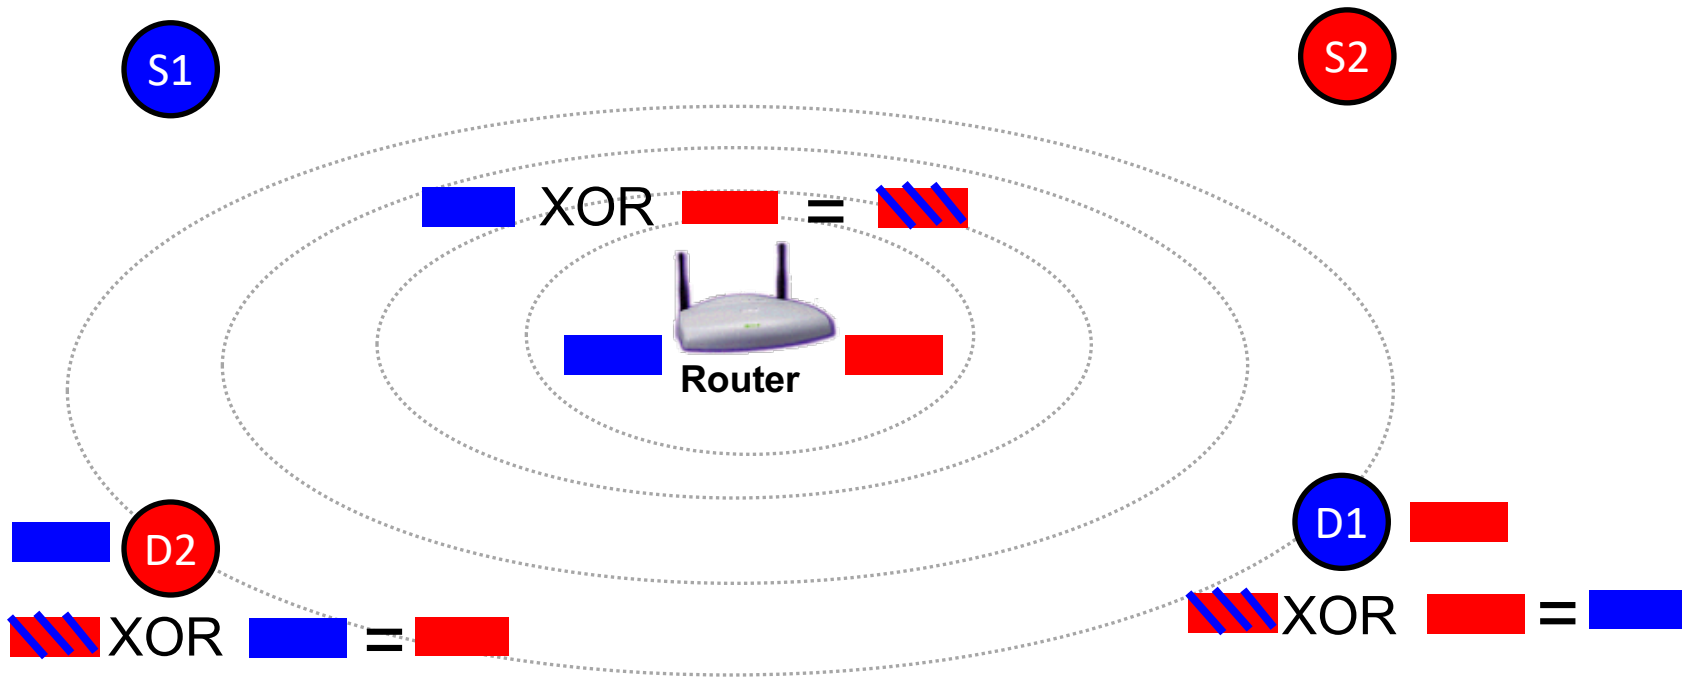 S1
S2
XOR =
Router
D2
D1
XOR =
XOR =